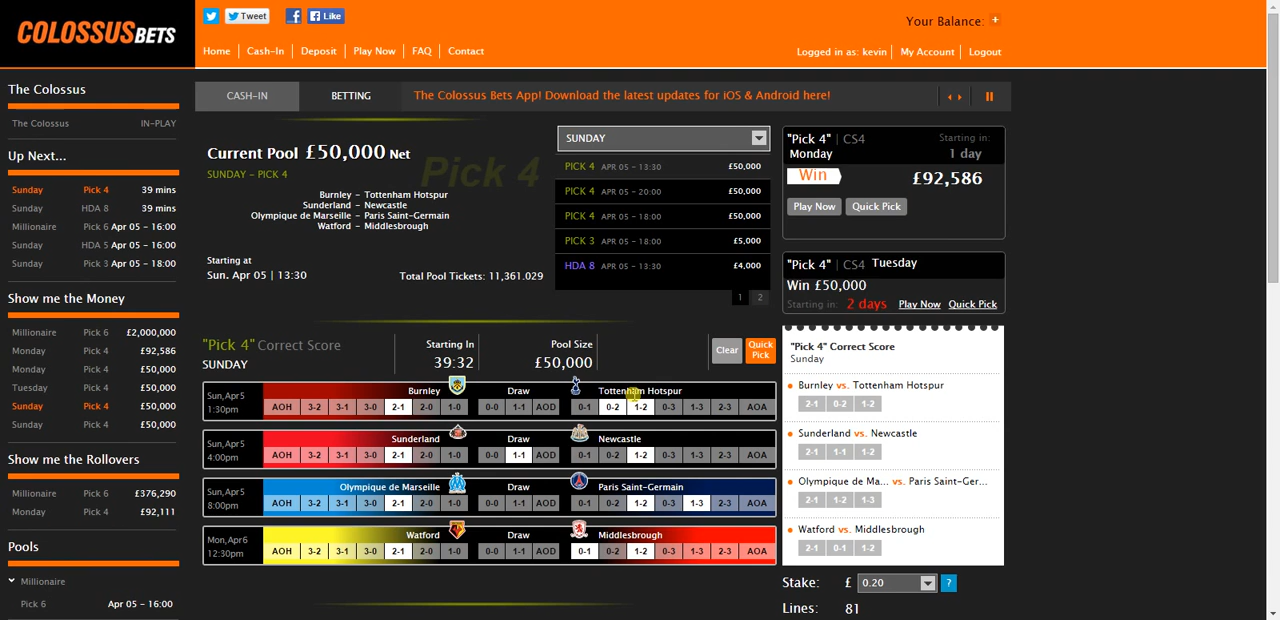 COLOSSUSBETS
Tweet
Like
Your Balance: +
Home | Cash-In | Deposit | Play Now | FAQ | Contact
Logged in as: kevin | My Account | Logout
The Colossus
The Colossus IN-PLAY
Up Next...
Sunday Pick 4 39 mins
Sunday HDA 8 39 mins
Millionaire Pick 6 Apr 05 - 16:00
Sunday HDA 5 Apr 05 - 16:00
Sunday Pick 3 Apr 05 - 18:00
Show me the Money
Millionaire Pick 6 £2,000,000
Monday Pick 4 £92,586
Monday Pick 4 £50,000
Tuesday Pick 4 £50,000
Sunday Pick 4 £50,000
Sunday Pick 4 £50,000
Show me the Rollovers
Millionaire Pick 6 £376,290
Monday Pick 4 £92,111
Pools
Millionaire
Pick 6 Apr 05 - 16:00
CASH-IN
BETTING
The Colossus Bets App! Download the latest updates for iOS & Android here!
Current Pool £50,000 Net
SUNDAY - PICK 4
Pick 4
Burnley - Tottenham Hotspur
Sunderland - Newcastle
Olympique de Marseille - Paris Saint-Germain
Watford - Middlesbrough
Starting at
Sun. Apr 05 | 13:30
Total Pool Tickets: 11,361.029
SUNDAY
PICK 4 APR 05 - 13:30 £50,000
PICK 4 APR 05 - 20:00 £50,000
PICK 4 APR 05 - 18:00 £50,000
PICK 3 APR 05 - 18:00 £5,000
HDA 8 APR 05 - 13:30 £4,000
1 2
"Pick 4" | CS4 Starting in:
Monday 1 day
Win £92,586
Play Now Quick Pick
"Pick 4" | CS4 Tuesday
Win £50,000
Starting in: 2 days Play Now Quick Pick
"Pick 4" Correct Score
SUNDAY
Starting In
39:32
Pool Size
£50,000
Clear
Quick
Pick
Sun, Apr 5
1:30pm
Burnley Draw Tottenham Hotspur
AOH 3-2 3-1 3-0 2-1 2-0 1-0 0-0 1-1 AOD 0-1 0-2 1-2 0-3 1-3 2-3 AOA
Sun, Apr 5
4:00pm
Sunderland Draw Newcastle
AOH 3-2 3-1 3-0 2-1 2-0 1-0 0-0 1-1 AOD 0-1 0-2 1-2 0-3 1-3 2-3 AOA
Sun, Apr 5
8:00pm
Olympique de Marseille Draw Paris Saint-Germain
AOH 3-2 3-1 3-0 2-1 2-0 1-0 0-0 1-1 AOD 0-1 0-2 1-2 0-3 1-3 2-3 AOA
Mon, Apr 6
12:30pm
Watford Draw Middlesbrough
AOH 3-2 3-1 3-0 2-1 2-0 1-0 0-0 1-1 AOD 0-1 0-2 1-2 0-3 1-3 2-3 AOA
"Pick 4" Correct Score
Sunday
Burnley vs. Tottenham Hotspur
2-1 0-2 1-2
Sunderland vs. Newcastle
2-1 1-1 1-2
Olympique de Ma... vs. Paris Saint-Ger...
2-1 1-2 1-3
Watford vs. Middlesbrough
2-1 0-1 1-2
Stake: £ 0.20 ?
Lines: 81